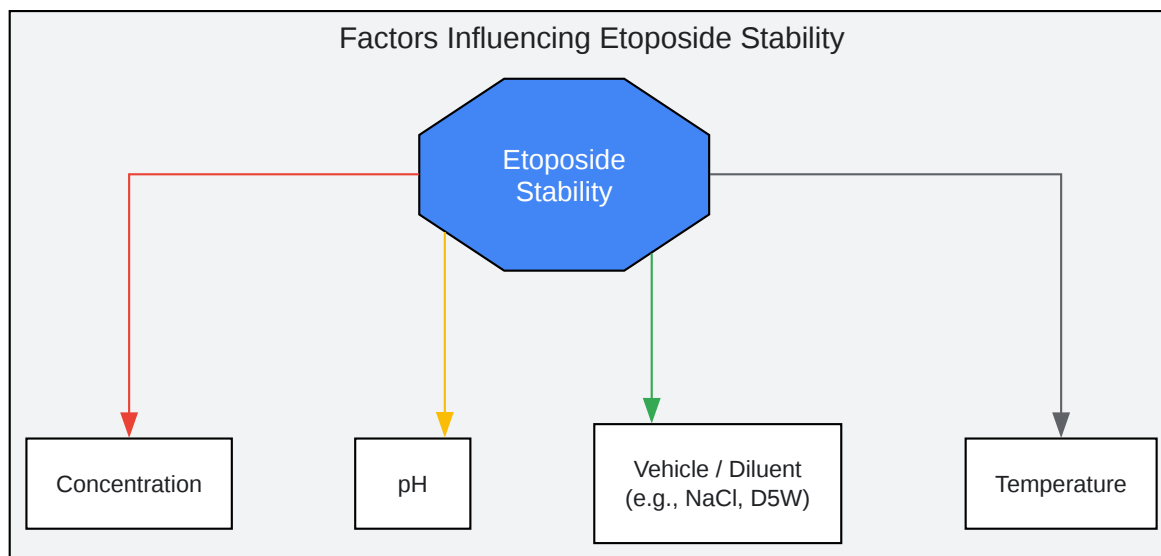 Factors Influencing Etoposide Stability
Etoposide
Stability
Concentration
pH
Vehicle / Diluent
(e.g., NaCl, D5W)
Temperature